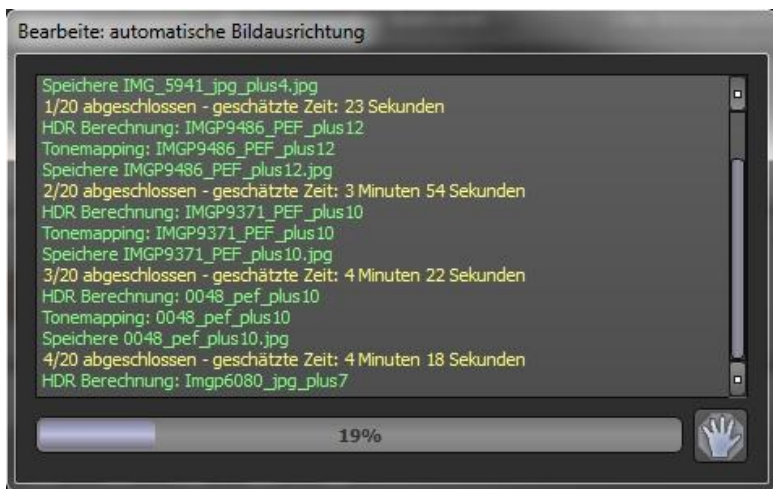 Bearbeite: automatische Bildausrichtung
Speichere IMG_5941_jpg_plus4.jpg
1/20 abgeschlossen - geschätzte Zeit: 23 Sekunden
HDR Berechnung: IMGP9486_PEF_plus12
Tonemapping: IMGP9486_PEF_plus12
Speichere IMGP9486_PEF_plus12.jpg
2/20 abgeschlossen - geschätzte Zeit: 3 Minuten 54 Sekunden
HDR Berechnung: IMGP9371_PEF_plus10
Tonemapping: IMGP9371_PEF_plus10
Speichere IMGP9371_PEF_plus10.jpg
3/20 abgeschlossen - geschätzte Zeit: 4 Minuten 22 Sekunden
HDR Berechnung: 0048_pef_plus10
Tonemapping: 0048_pef_plus10
Speichere 0048_pef_plus10.jpg
4/20 abgeschlossen - geschätzte Zeit: 4 Minuten 18 Sekunden
HDR Berechnung: Imgp6080_jpg_plus7
19%